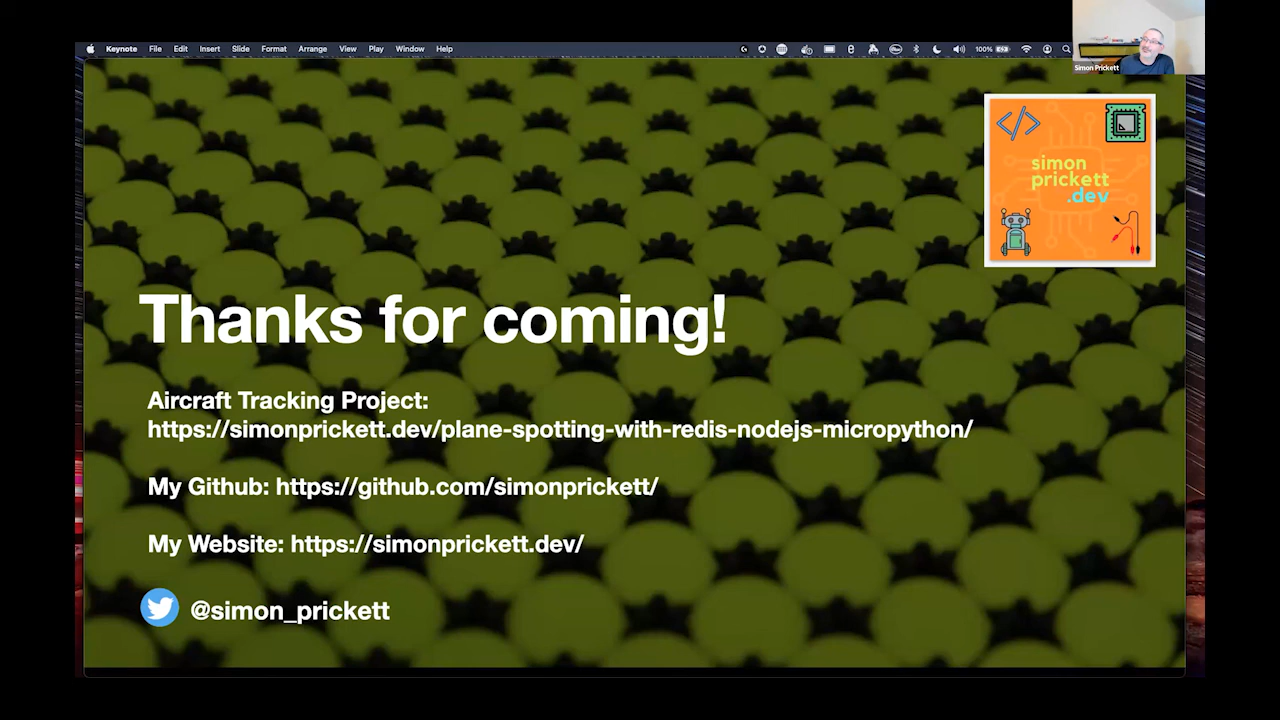 Keynote File Edit Insert Slide Format Arrange View Play Window Help
100%
Simon Prickett
</>
simon
prickett
.dev
Thanks for coming!
Aircraft Tracking Project:
https://simonprickett.dev/plane-spotting-with-redis-nodejs-micropython/
My Github: https://github.com/simonprickett/
My Website: https://simonprickett.dev/
@simon_prickett